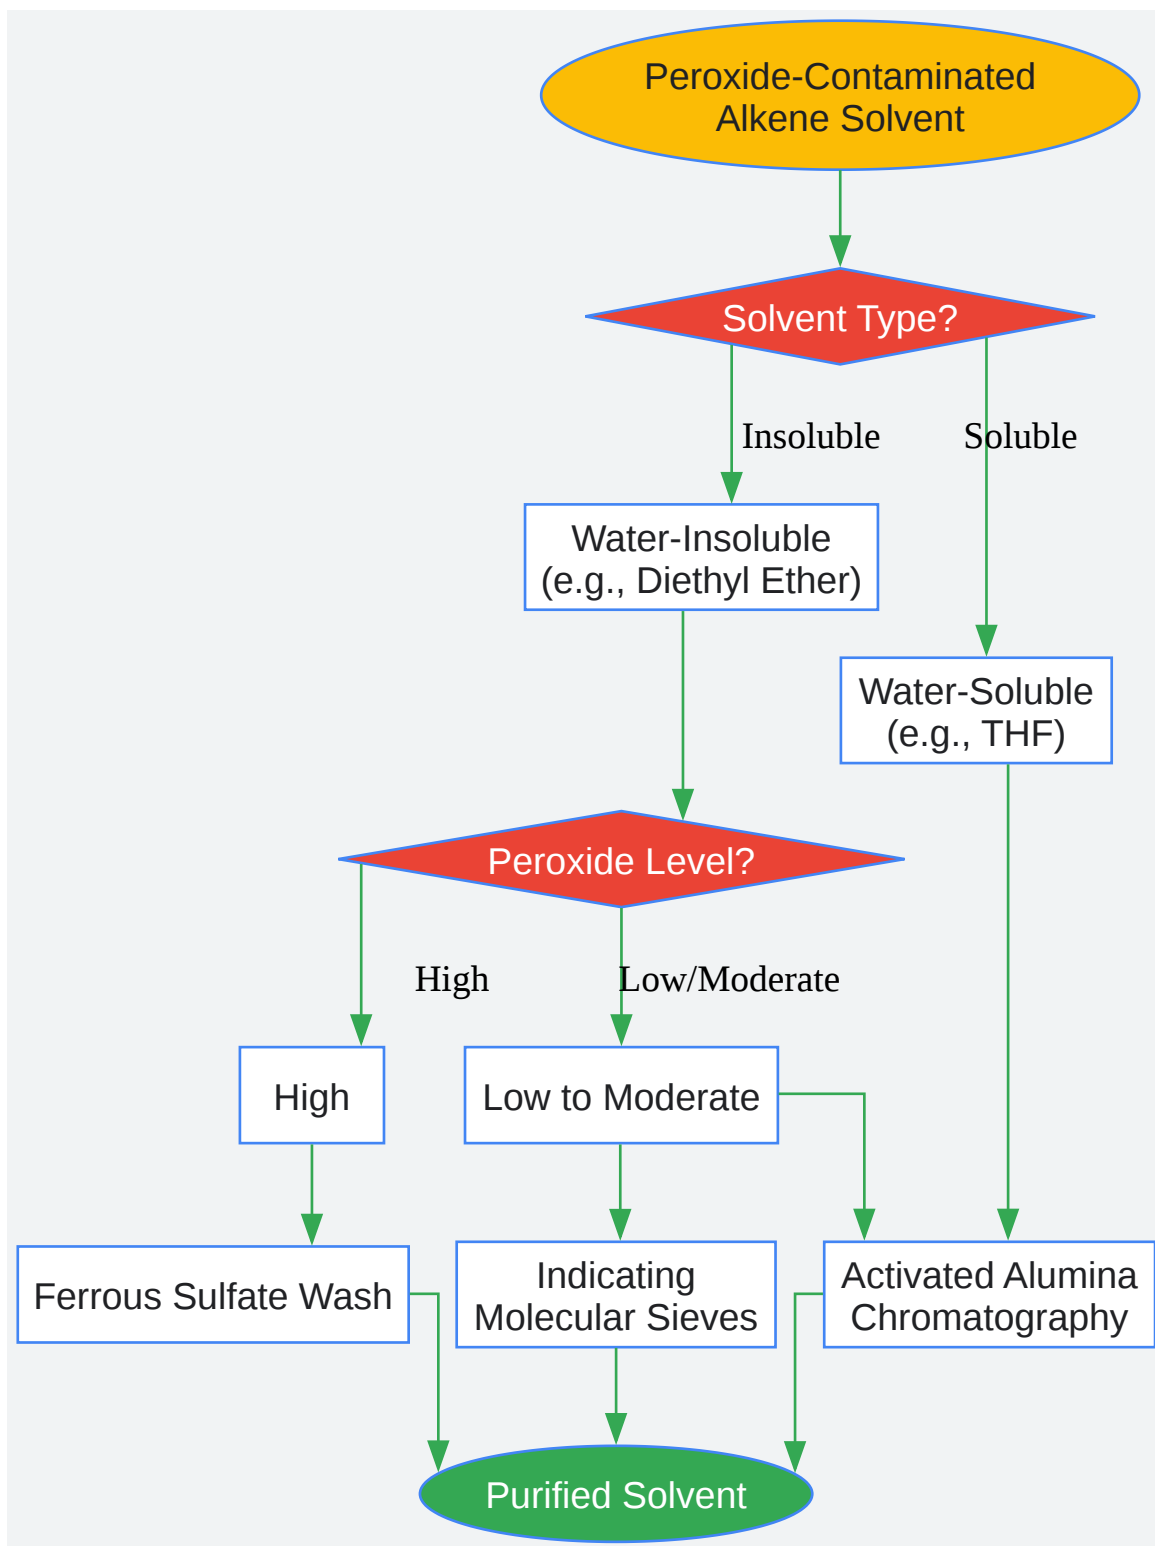 Peroxide-Contaminated
Alkene Solvent
Solvent Type?
Insoluble
Soluble
Water-Insoluble
(e.g., Diethyl Ether)
Water-Soluble
(e.g., THF)
Peroxide Level?
High
Low/Moderate
High
Low to Moderate
Ferrous Sulfate Wash
Indicating
Molecular Sieves
Activated Alumina
Chromatography
Purified Solvent